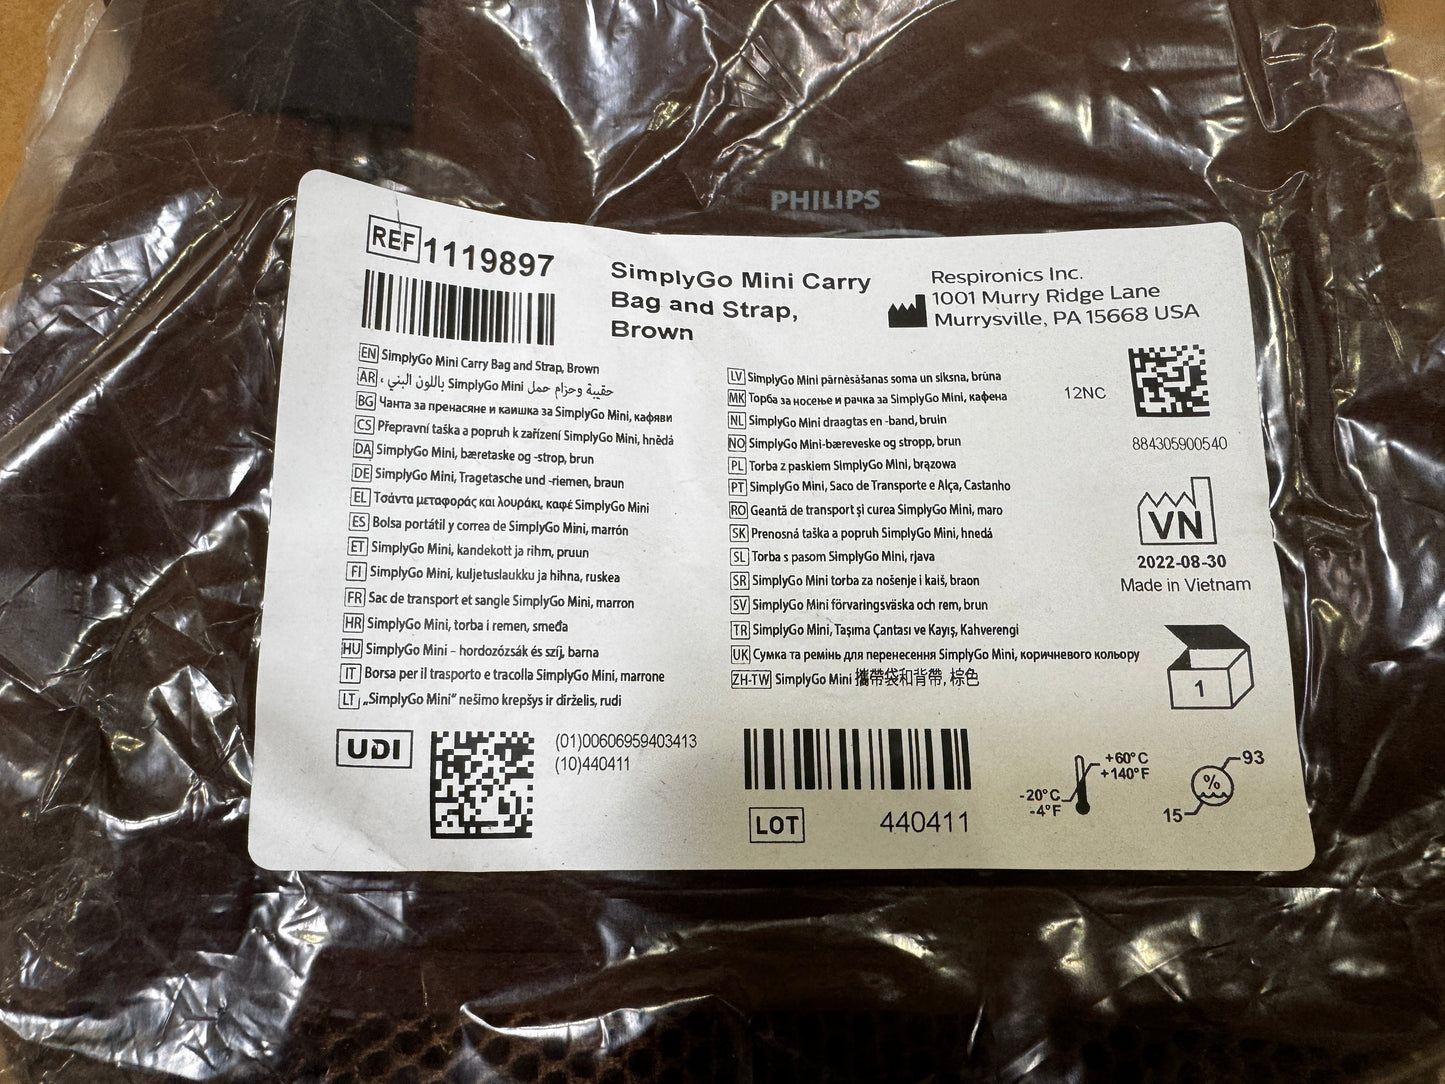 PHILIPS
REF 1119897
SimplyGo Mini Carry
Bag and Strap,
Brown
Respironics Inc.
1001 Murry Ridge Lane
Murrysville, PA 15668 USA
EN SimplyGo Mini Carry Bag and Strap, Brown
AR حقيبة وحزام حمل SimplyGo Mini باللون البني،
BG Чанта за пренасяне и каишка за SimplyGo Mini, кафяви
CS Přepravní taška a popruh k zařízení SimplyGo Mini, hnědá
DA SimplyGo Mini, bæretaske og -strop, brun
DE SimplyGo Mini, Tragetasche und -riemen, braun
EL Τσάντα μεταφοράς και λουράκι, καφέ SimplyGo Mini
ES Bolsa portátil y correa de SimplyGo Mini, marrón
ET SimplyGo Mini, kandekott ja rihm, pruun
FI SimplyGo Mini, kuljetuslaukku ja hihna, ruskea
FR Sac de transport et sangle SimplyGo Mini, marron
HR SimplyGo Mini, torba i remen, smeđa
HU SimplyGo Mini – hordozózsák és szíj, barna
IT Borsa per il trasporto e tracolla SimplyGo Mini, marrone
LT „SimplyGo Mini“ nešimo krepšys ir dirželis, rudi
LV SimplyGo Mini pārnēsāšanas soma un siksna, brūna
MK Торба за носење и рачка за SimplyGo Mini, кафена
NL SimplyGo Mini draagtas en -band, bruin
NO SimplyGo Mini-bæreveske og stropp, brun
PL Torba z paskiem SimplyGo MIni, brązowa
PT SimplyGo Mini, Saco de Transporte e Alça, Castanho
RO Geantă de transport și curea SimplyGo Mini, maro
SK Prenosná taška a popruh SimplyGo Mini, hnedá
SL Torba s pasom SimplyGo Mini, rjava
SR SimplyGo Mini torba za nošenje i kaiš, braon
SV SimplyGo Mini förvaringsväska och rem, brun
TR SimplyGo Mini, Taşıma Çantası ve Kayış, Kahverengi
UK Сумка та ремінь для перенесення SimplyGo Mini, коричневого кольору
ZH-TW SimplyGo Mini 攜帶袋和背帶, 棕色
12NC
884305900540
VN
2022-08-30
Made in Vietnam
1
UDI
(01)00606959403413
(10)440411
LOT 440411
+60°C
+140°F
-20°C
-4°F
93
%
15